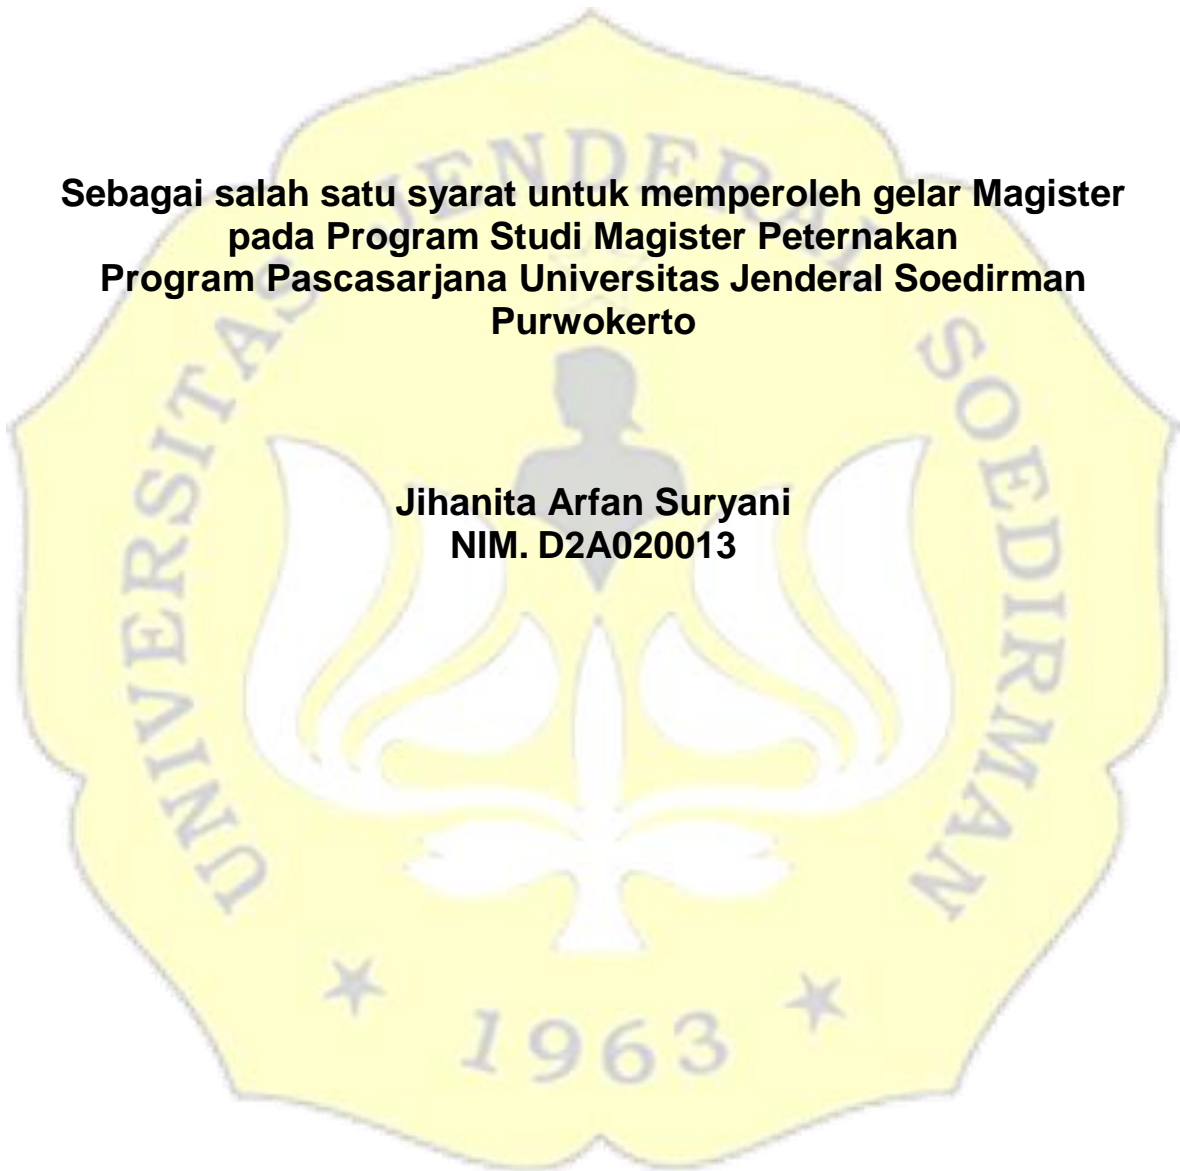 Sebagai salah satu syarat untuk memperoleh gelar Magister
pada Program Studi Magister Peternakan
Program Pascasarjana Universitas Jenderal Soedirman
Purwokerto
Jihanita Arfan Suryani
NIM. D2A020013
UNIVERSITAS JENDERAL SOEDIRMAN
1963